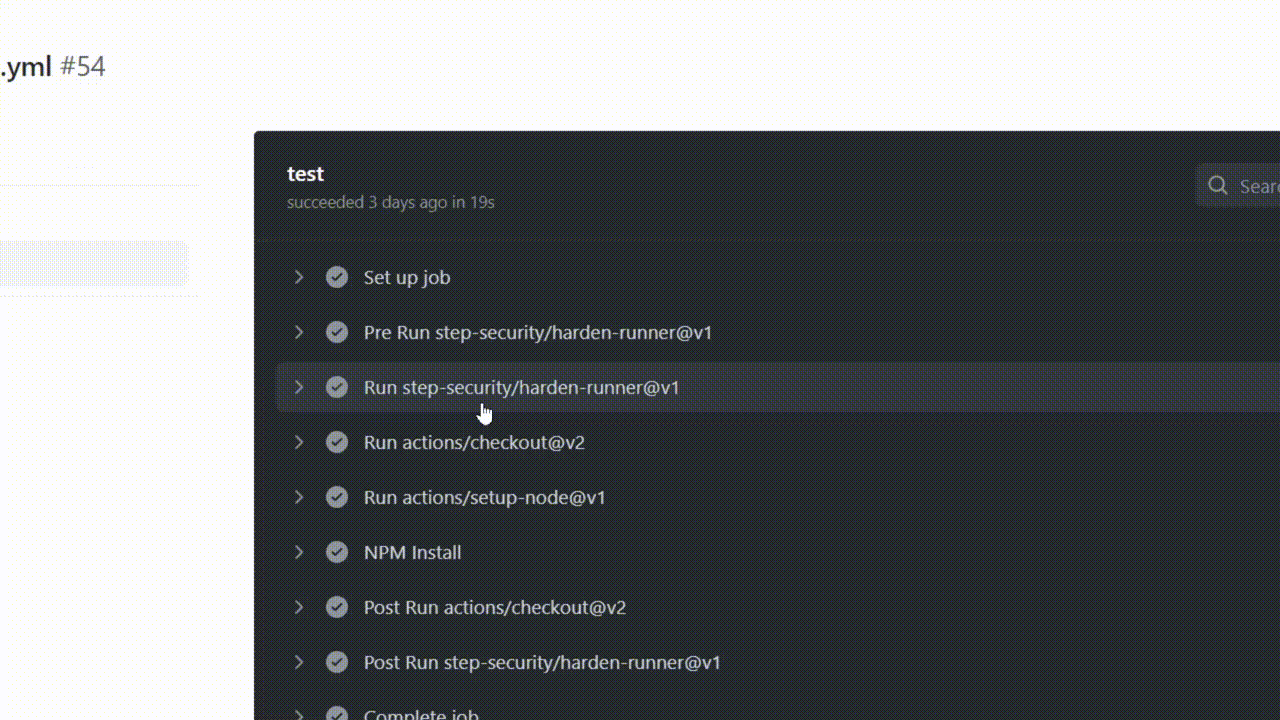 .yml #54
test
succeeded 3 days ago in 19s
Sear
Set up job
Pre Run step-security/harden-runner@v1
Run step-security/harden-runner@v1
Run actions/checkout@v2
Run actions/setup-node@v1
NPM Install
Post Run actions/checkout@v2
Post Run step-security/harden-runner@v1
Complete job